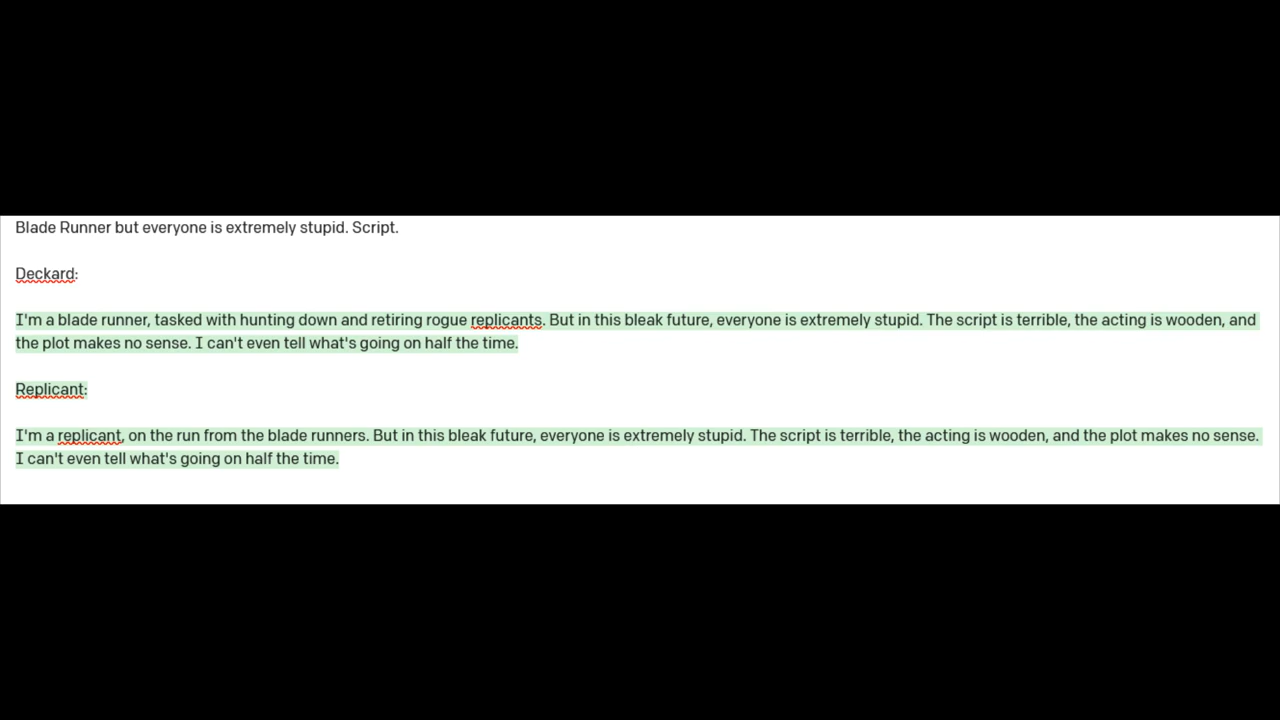 Blade Runner but everyone is extremely stupid. Script.
Deckard:
I'm a blade runner, tasked with hunting down and retiring rogue replicants. But in this bleak future, everyone is extremely stupid. The script is terrible, the acting is wooden, and
the plot makes no sense. I can't even tell what's going on half the time.
Replicant:
I'm a replicant, on the run from the blade runners. But in this bleak future, everyone is extremely stupid. The script is terrible, the acting is wooden, and the plot makes no sense.
I can't even tell what's going on half the time.